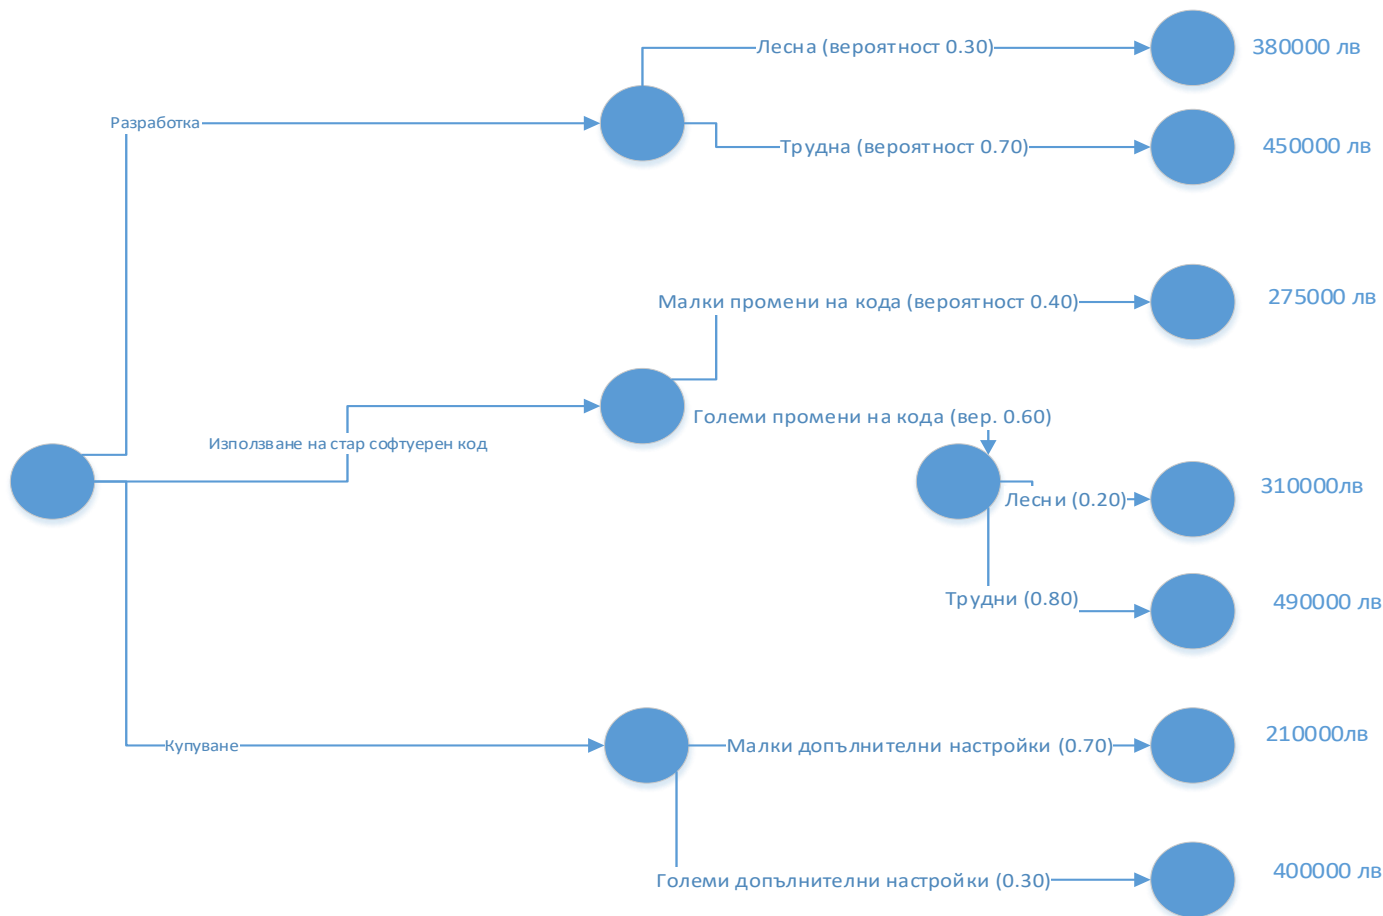 Лесна (вероятност 0.30)
380000 лв
Разработка
Трудна (вероятност 0.70)
450000 лв
Малки промени на кода (вероятност 0.40)
275000 лв
Големи промени на кода (вер. 0.60)
Използване на стар софтуерен код
Лесни (0.20)
310000лв
Трудни (0.80)
490000 лв
Купуване
Малки допълнителни настройки (0.70)
210000лв
Големи допълнителни настройки (0.30)
400000 лв